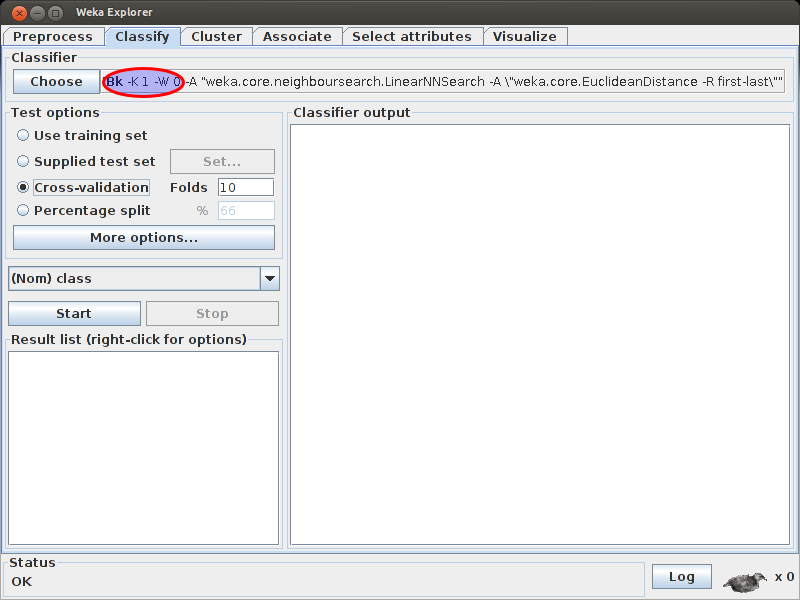 Weka Explorer
Preprocess Classify Cluster Associate Select attributes Visualize
Classifier
Choose Bk -K 1 -W 0 -A "weka.core.neighboursearch.LinearNNSearch -A \"weka.core.EuclideanDistance -R first-last\""
Test options
Use training set
Supplied test set Set...
Cross-validation Folds 10
Percentage split % 66
More options...
(Nom) class
Start Stop
Result list (right-click for options)
Classifier output
Status
OK
Log x 0